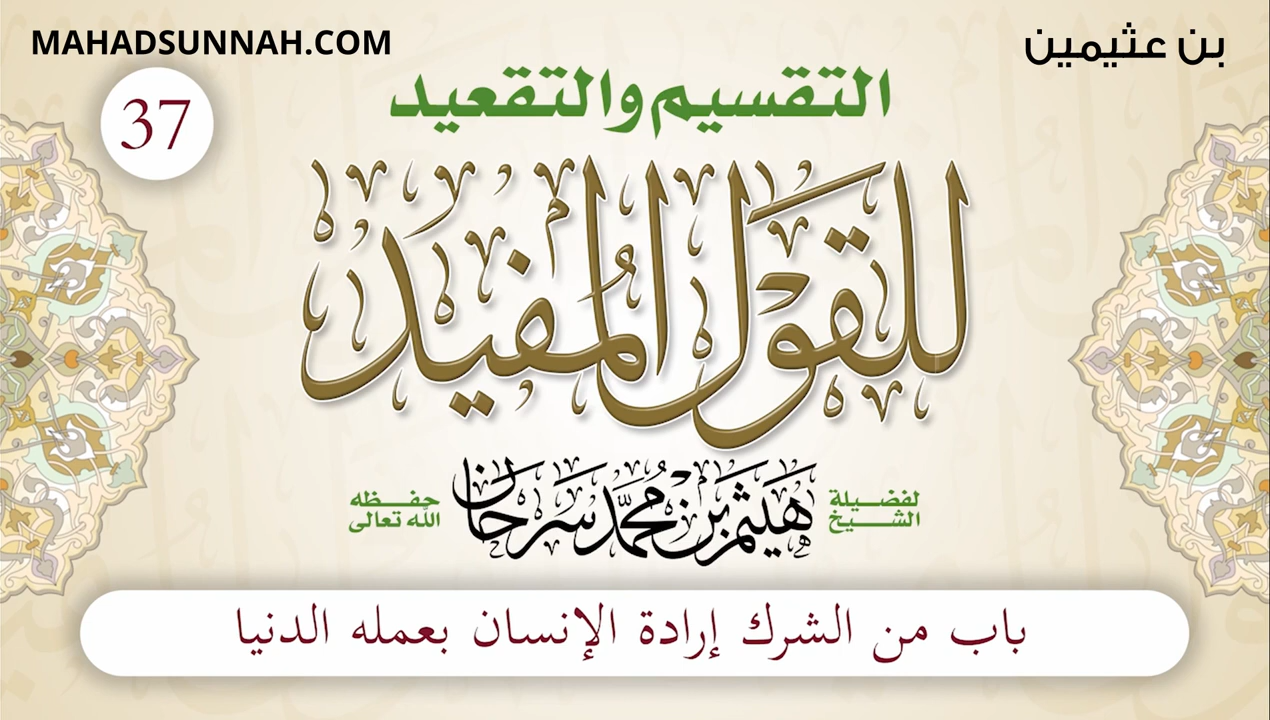 MAHADSUNNAH.COM
بن عثيمين
37
التقسيم والتقعيد
للقول المفيد
لفضيلة الشيخ
هيثم بن محمد سرحان
حفظه الله تعالى
باب من الشرك إرادة الإنسان بعمله الدنيا